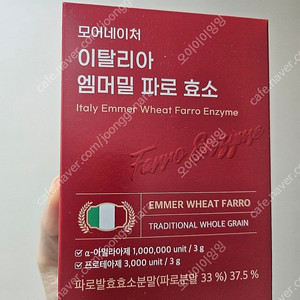 모어네이처
이탈리아
엠머밀 파로 효소
Italy Emmer Wheat Farro Enzyme
Farro Enzyme
EMMER WHEAT FARRO
TRADITIONAL WHOLE GRAIN
α-아밀라아제 1,000,000 unit / 3 g
프로테아제 3,000 unit / 3 g
파로발효효소분말(파로분말 33 %) 37.5 %